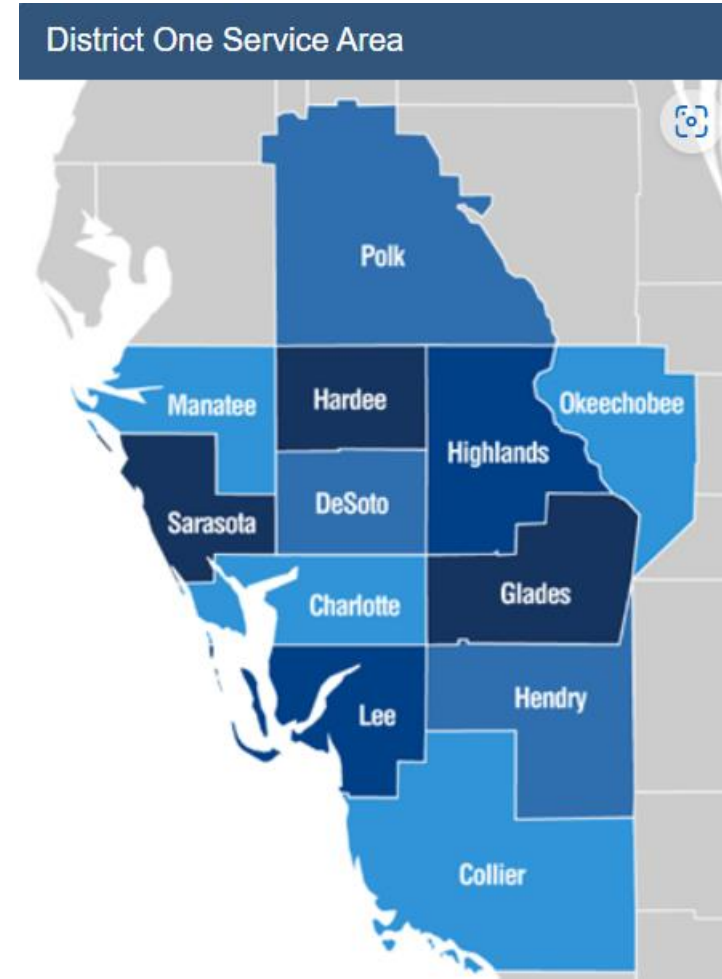 District One Service Area
Polk
Manatee
Hardee
Okeechobee
Highlands
DeSoto
Sarasota
Glades
Charlotte
Hendry
Lee
Collier